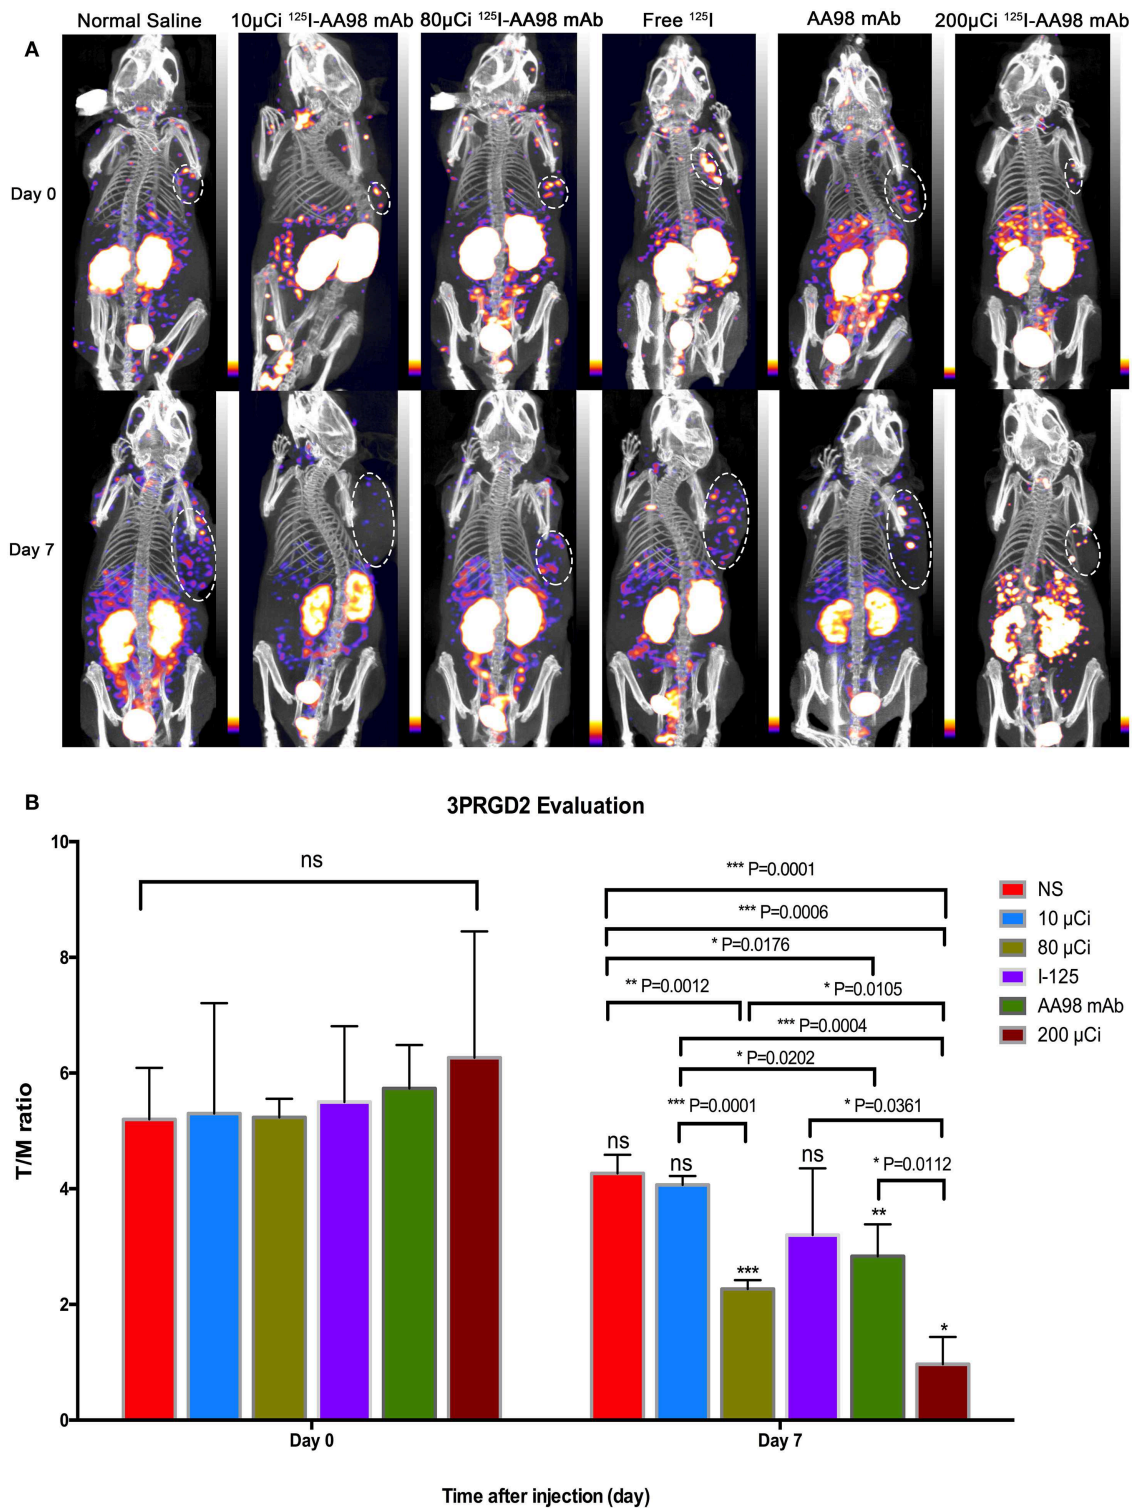 Normal Saline 10µCi ¹²⁵I-AA98 mAb 80µCi ¹²⁵I-AA98 mAb Free ¹²⁵I AA98 mAb 200µCi ¹²⁵I-AA98 mAb
A
Day 0
Day 7
B
3PRGD2 Evaluation
10
8
6
4
2
0
T/M ratio
ns
*** P=0.0001
*** P=0.0006
* P=0.0176
** P=0.0012
* P=0.0105
*** P=0.0004
* P=0.0202
*** P=0.0001
* P=0.0361
* P=0.0112
ns
ns
***
ns
**
*
NS
10 µCi
80 µCi
I-125
AA98 mAb
200 µCi
Day 0
Day 7
Time after injection (day)